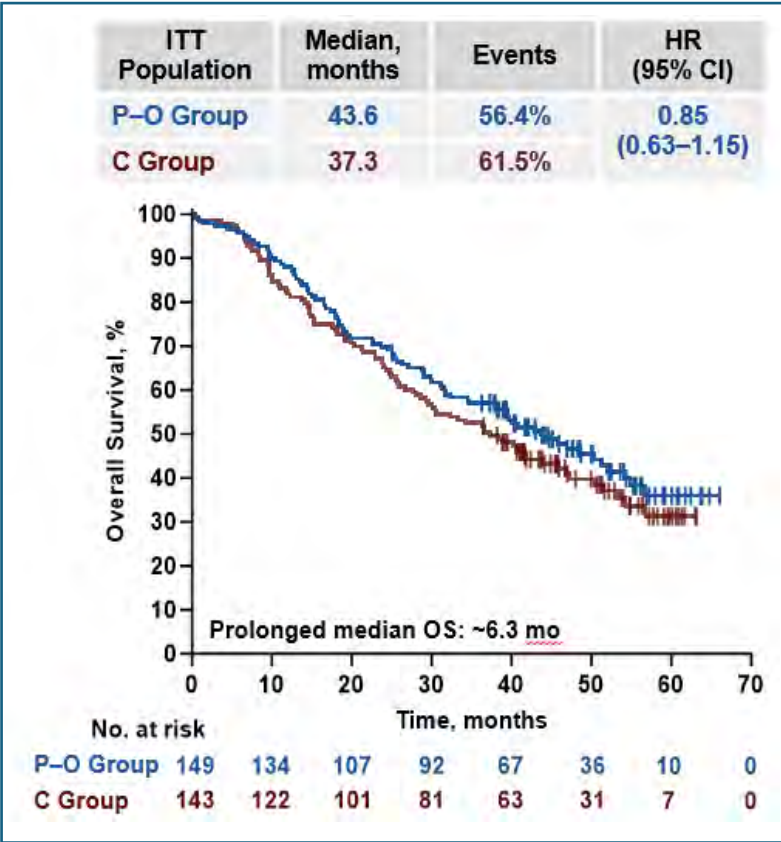 ITT Population Median, months Events HR (95% CI)
P–O Group 43.6 56.4% 0.85 (0.63–1.15)
C Group 37.3 61.5%
100
90
80
70
60
50
40
30
20
10
0
Overall Survival, %
Prolonged median OS: ~6.3 mo
0 10 20 30 40 50 60 70
Time, months
No. at risk
P–O Group 149 134 107 92 67 36 10 0
C Group 143 122 101 81 63 31 7 0